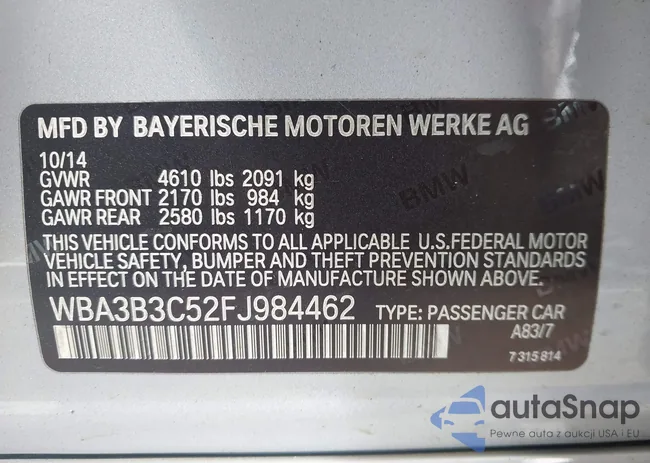 MFD BY BAYERISCHE MOTOREN WERKE AG
10/14
GVWR 4610 lbs 2091 kg
GAWR FRONT 2170 lbs 984 kg
GAWR REAR 2580 lbs 1170 kg
THIS VEHICLE CONFORMS TO ALL APPLICABLE U.S.FEDERAL MOTOR
VEHICLE SAFETY, BUMPER AND THEFT PREVENTION STANDARDS
IN EFFECT ON THE DATE OF MANUFACTURE SHOWN ABOVE.
WBA3B3C52FJ984462 TYPE: PASSENGER CAR
A83/7
7 315 814
BMW
autaSnap
Pewne auta z aukcji USA i EU